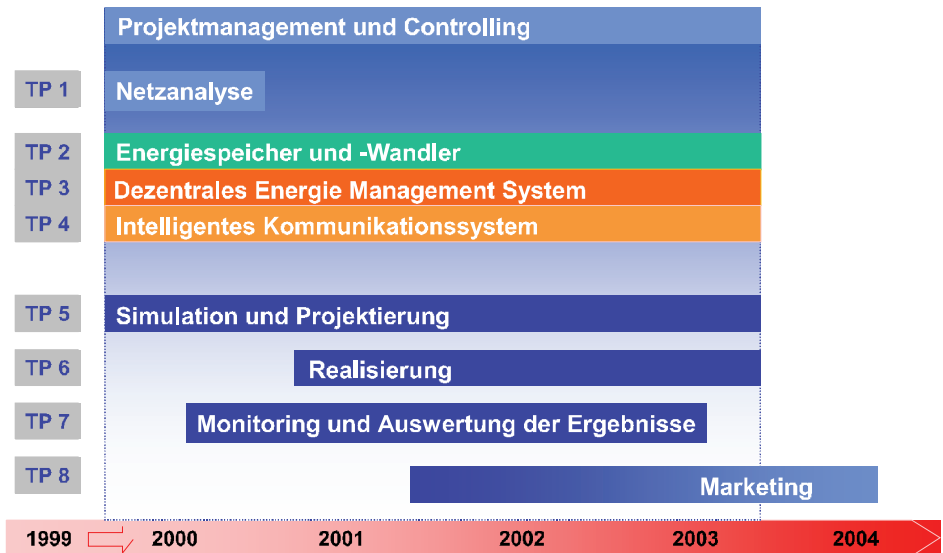 Projektmanagement und Controlling
TP 1 Netzanalyse
TP 2 Energiespeicher und -Wandler
TP 3 Dezentrales Energie Management System
TP 4 Intelligentes Kommunikationssystem
TP 5 Simulation und Projektierung
TP 6 Realisierung
TP 7 Monitoring und Auswertung der Ergebnisse
TP 8 Marketing
1999 2000 2001 2002 2003 2004